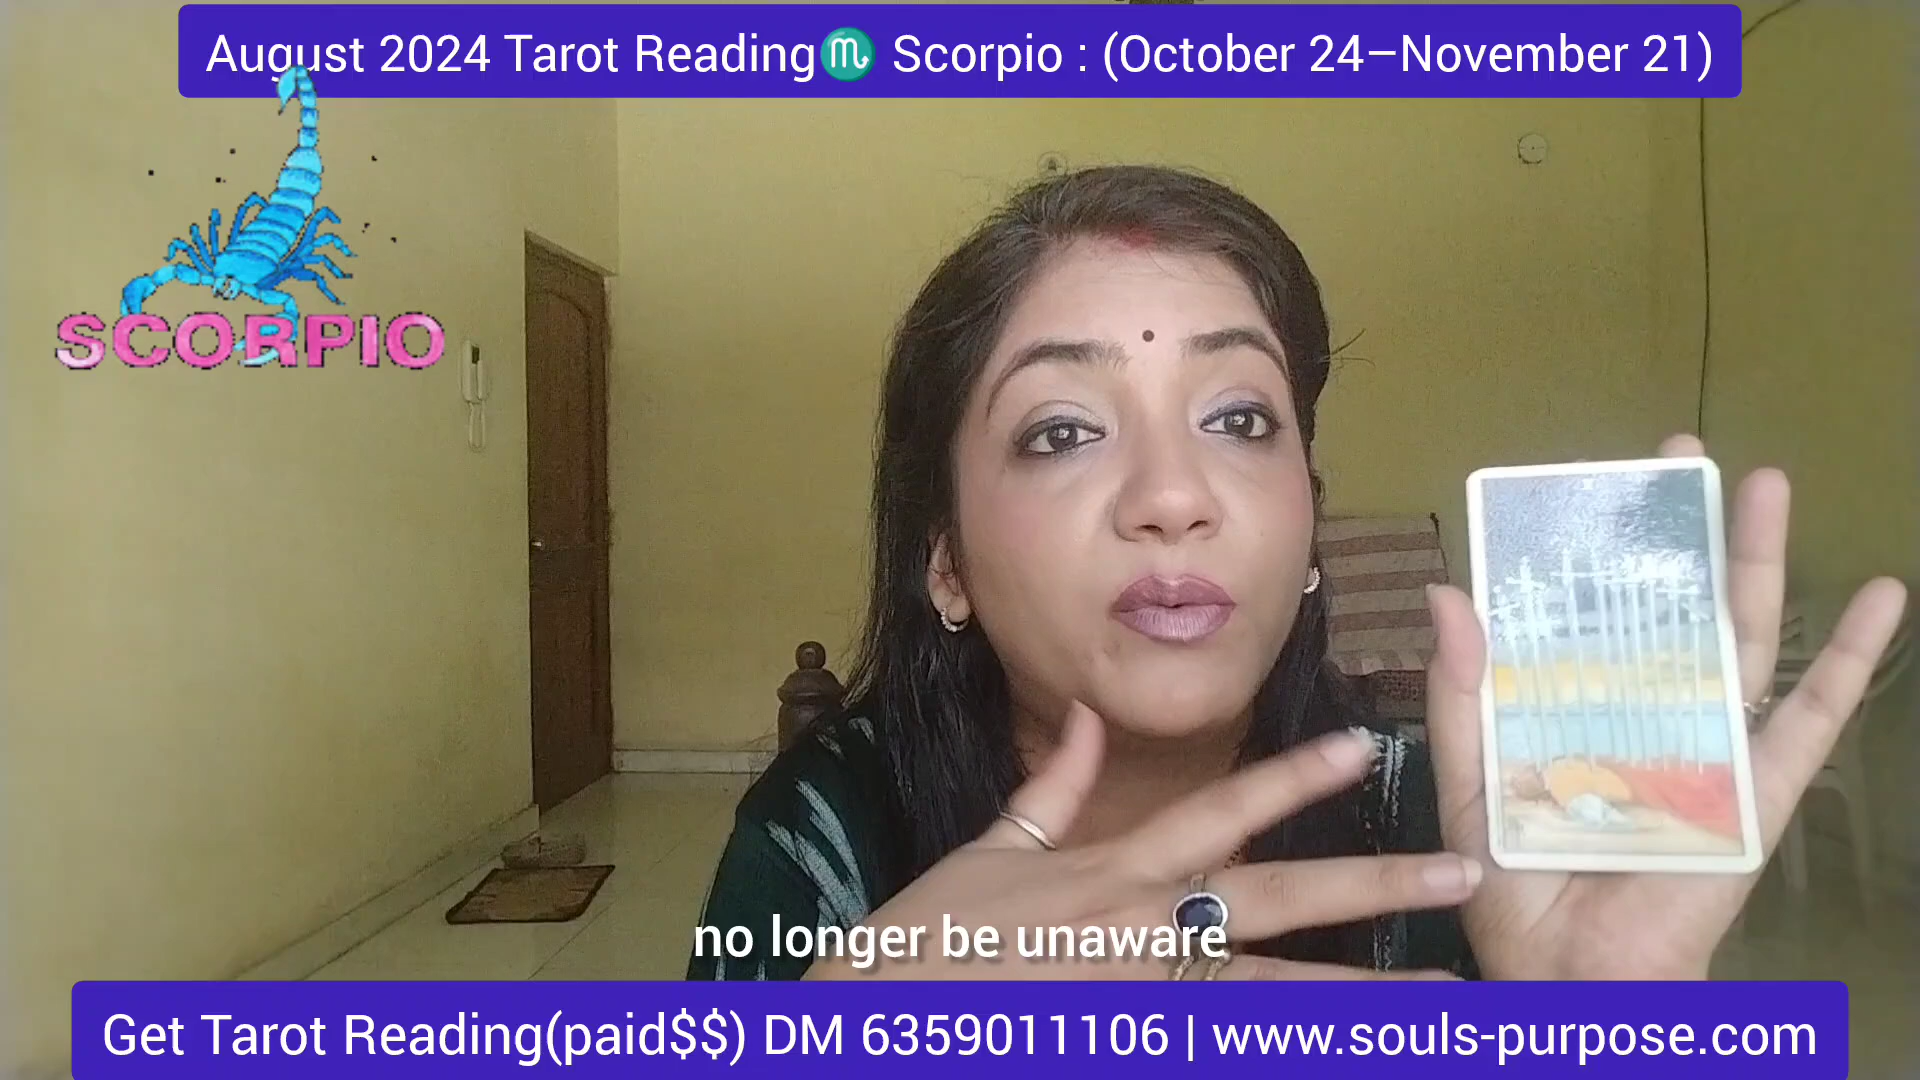 August 2024 Tarot Reading♏ Scorpio : (October 24–November 21)
SCORPIO
no longer be unaware
Get Tarot Reading(paid$$) DM 6359011106 | www.souls-purpose.com